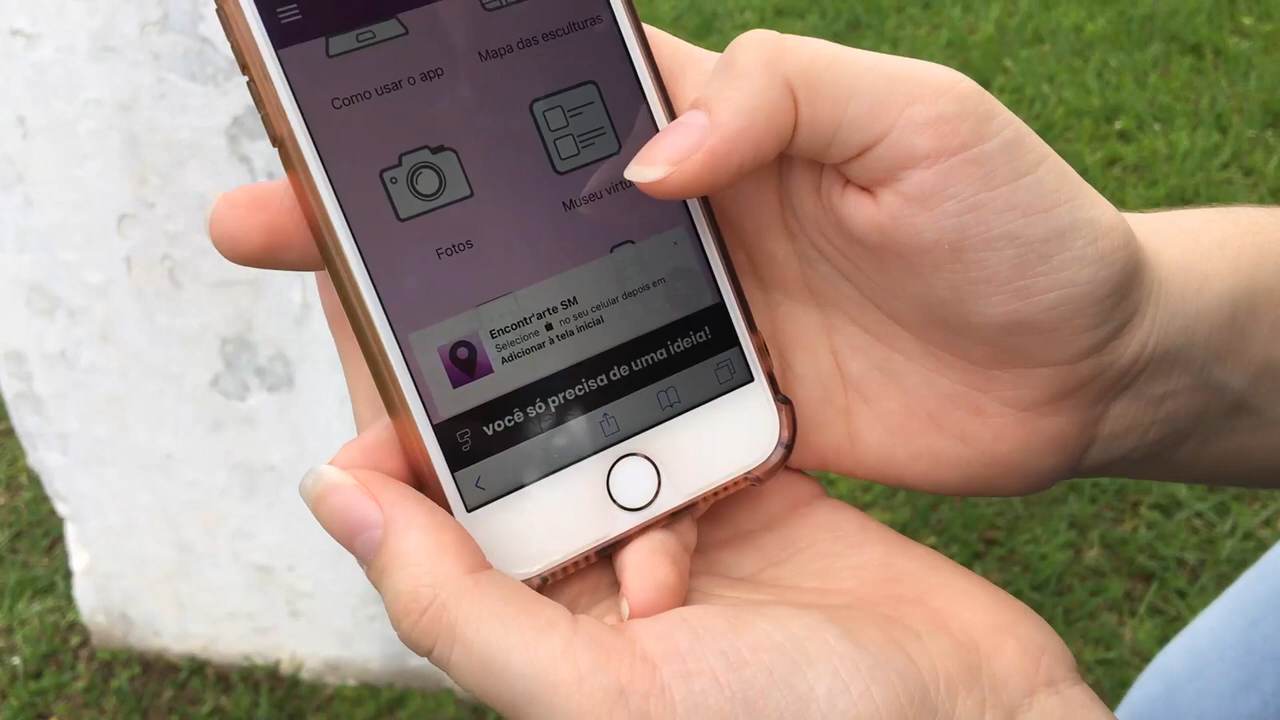 Mapa das esculturas
Como usar o app
Museu
Fotos
Encontr'arte SM
Selecione no seu celular depois em
Adicionar à tela inicial
você só precisa de uma ideia!